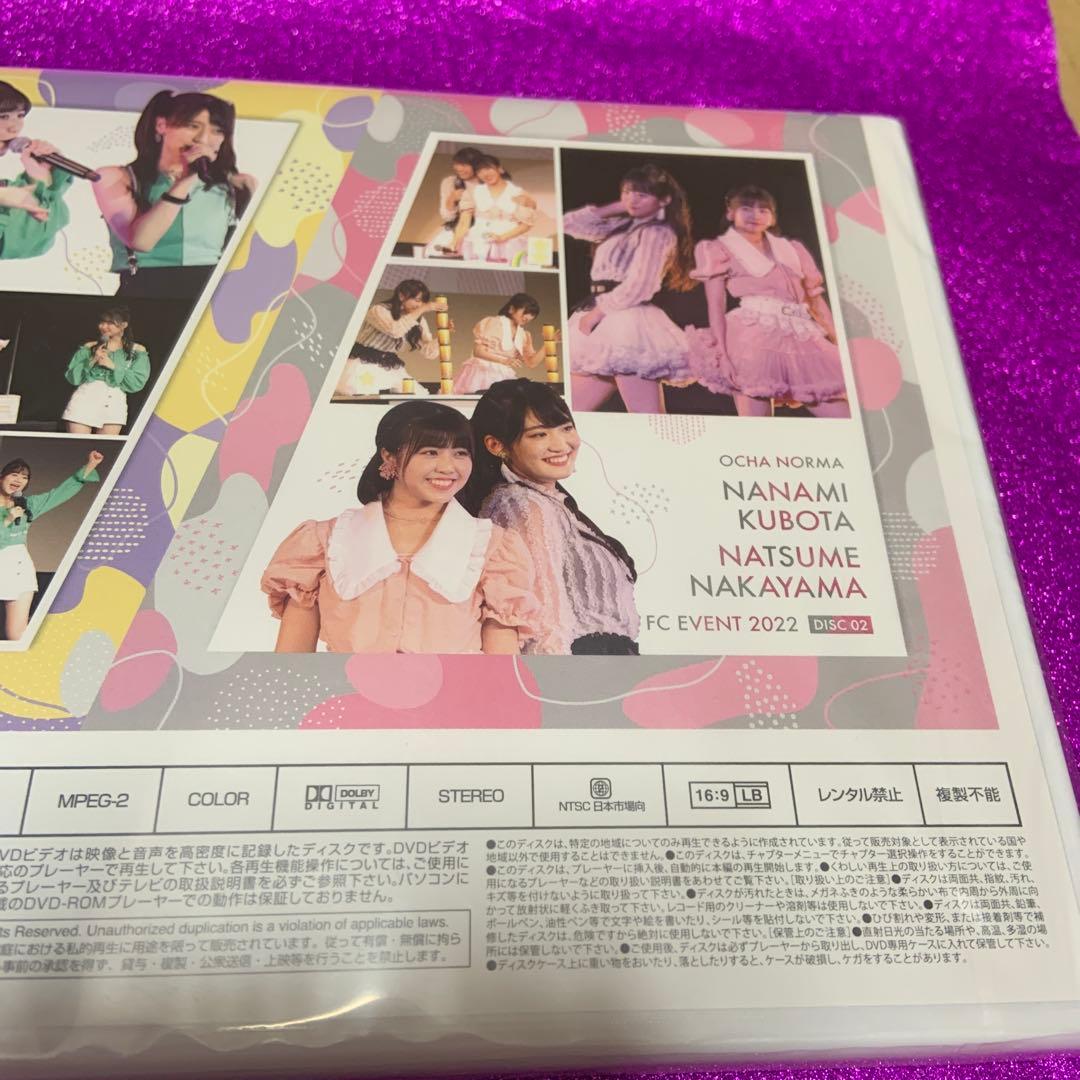 OCHA NORMA
NANAMI
KUBOTA
NATSUME
NAKAYAMA
FC EVENT 2022 DISC 02
MPEG-2
COLOR
DOLBY
DIGITAL
STEREO
2
NTSC 日本市場向
16:9 LB
レンタル禁止
複製不能
VDビデオは映像と音声を高密度に記録したディスクです。DVDビデオ
応のプレーヤーで再生して下さい。各再生機能操作については、ご使用に
るプレーヤー及びテレビの取扱説明書を必ずご参照下さい。パソコンに
載のDVD-ROMプレーヤーでの動作は保証しておりません。
ts Reserved. Unauthorized duplication is a violation of applicable laws.
庭における私的再生に用途を限って販売されています。従って有償・無償に拘ら
事前の承認を得ず、貸与・複製・公衆送信・上映等を行うことを禁止します。
●このディスクは、特定の地域についてのみ再生できるように作成されています。従って販売対象として表示されている国や
地域以外で使用することはできません。●このディスクは、チャプターメニューでチャプター選択操作をすることができます。
●このディスクは、プレーヤーに挿入後、自動的に本編の再生開始します。●くわしい再生上の取り扱い方については、ご使
用になるプレーヤーなどの取り扱い説明書をあわせてご覧下さい。[取り扱い上のご注意]●ディスクは両面共、指紋、汚れ、
キズ等を付けないように取り扱って下さい。●ディスクが汚れたときは、メガネふきのような柔らかい布で内周から外周に向
かって放射状に軽くふき取って下さい。レコード用のクリーナーや溶剤等は使用しないで下さい。●ディスクは両面共、鉛筆、
ボールペン、油性ペン等で文字や絵を書いたり、シール等を貼付しないで下さい。●ひび割れや変形、または接着剤等で補
修したディスクは、危険ですから絶対に使用しないで下さい。[保管上のご注意]●直射日光の当たる場所や、高温、多湿の場
所には保管しないで下さい。●ご使用後、ディスクは必ずプレーヤーから取り出し、DVD専用ケースに入れて保管して下さい。
●ディスクケース上に重い物をおいたり、落としたりすると、ケースが破損し、ケガをすることがあります。